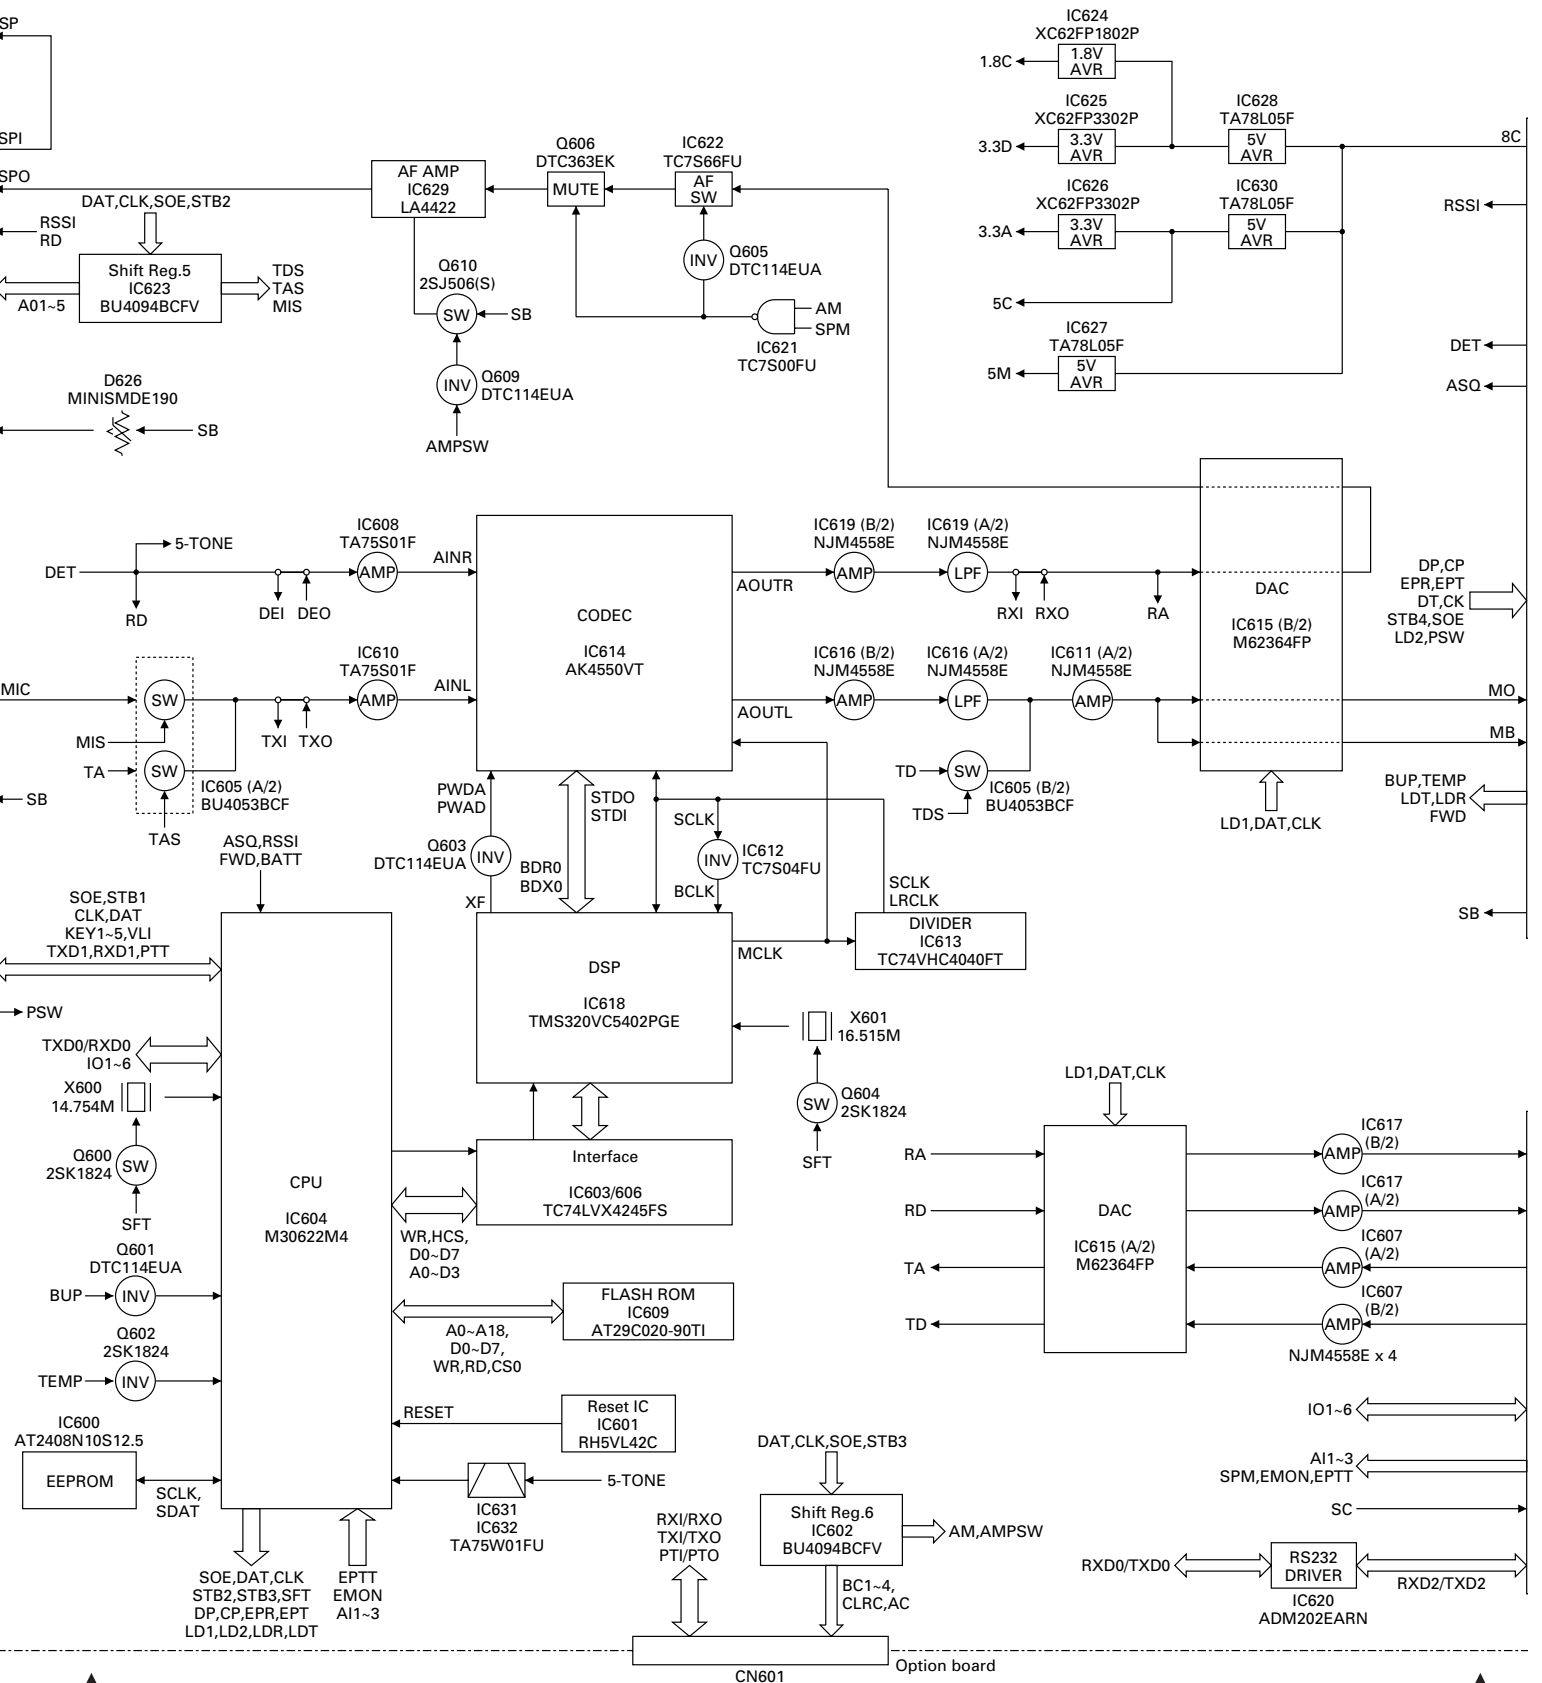 SP
SPI
SPO
RSSI
RD
DAT,CLK,SOE,STB2
Shift Reg.5
IC623
BU4094BCFV
A01~5
TDS
TAS
MIS
AF AMP
IC629
LA4422
Q606
DTC363EK
MUTE
IC622
TC7S66FU
AF
SW
Q605
DTC114EUA
INV
Q610
2SJ506(S)
SW
SB
Q609
DTC114EUA
INV
AMPSW
AM
SPM
IC621
TC7S00FU
D626
MINISMDE190
SB
IC624
XC62FP1802P
1.8V
AVR
1.8C
IC625
XC62FP3302P
3.3V
AVR
3.3D
IC628
TA78L05F
5V
AVR
8C
IC626
XC62FP3302P
3.3V
AVR
3.3A
IC630
TA78L05F
5V
AVR
RSSI
5C
IC627
TA78L05F
5V
AVR
5M
DET
ASQ
DET
5-TONE
RD
DEI
DEO
IC608
TA75S01F
AMP
AINR
CODEC
IC614
AK4550VT
AOUTR
IC619 (B/2)
NJM4558E
AMP
IC619 (A/2)
NJM4558E
LPF
RXI
RXO
RA
DAC
IC615 (B/2)
M62364FP
DP,CP
EPR,EPT
DT,CK
STB4,SOE
LD2,PSW
MIC
SW
MIS
TA
SW
IC605 (A/2)
BU4053BCF
TAS
TXI
TXO
IC610
TA75S01F
AMP
AINL
AOUTL
IC616 (B/2)
NJM4558E
AMP
IC616 (A/2)
NJM4558E
LPF
IC611 (A/2)
NJM4558E
AMP
MO
MB
TD
SW
IC605 (B/2)
BU4053BCF
TDS
LD1,DAT,CLK
BUP,TEMP
LDT,LDR
FWD
SB
SB
PWDA
PWAD
STDO
STDI
Q603
DTC114EUA
INV
BDR0
BDX0
XF
SCLK
INV
IC612
TC7S04FU
BCLK
SCLK
LRCLK
DIVIDER
IC613
TC74VHC4040FT
MCLK
DSP
IC618
TMS320VC5402PGE
X601
16.515M
SW
Q604
2SK1824
SFT
ASQ,RSSI
FWD,BATT
SOE,STB1
CLK,DAT
KEY1~5,VLI
TXD1,RXD1,PTT
PSW
TXD0/RXD0
IO1~6
X600
14.754M
Q600
2SK1824
SW
SFT
Q601
DTC114EUA
BUP
INV
Q602
2SK1824
TEMP
INV
IC600
AT2408N10S12.5
EEPROM
SCLK,
SDAT
CPU
IC604
M30622M4
Interface
IC603/606
TC74LVX4245FS
WR,HCS,
D0~D7
A0~D3
FLASH ROM
IC609
AT29C020-90TI
A0~A18,
D0~D7,
WR,RD,CS0
RESET
Reset IC
IC601
RH5VL42C
5-TONE
IC631
IC632
TA75W01FU
SOE,DAT,CLK
STB2,STB3,SFT
DP,CP,EPR,EPT
LD1,LD2,LDR,LDT
EPTT
EMON
AI1~3
LD1,DAT,CLK
RA
RD
TA
TD
DAC
IC615 (A/2)
M62364FP
AMP
IC617
(B/2)
AMP
IC617
(A/2)
AMP
IC607
(A/2)
AMP
IC607
(B/2)
NJM4558E x 4
IO1~6
AI1~3
SPM,EMON,EPTT
SC
RXD0/TXD0
RS232
DRIVER
IC620
ADM202EARN
RXD2/TXD2
DAT,CLK,SOE,STB3
Shift Reg.6
IC602
BU4094BCFV
AM,AMPSW
RXI/RXO
TXI/TXO
PTI/PTO
BC1~4,
CLRC,AC
CN601
Option board